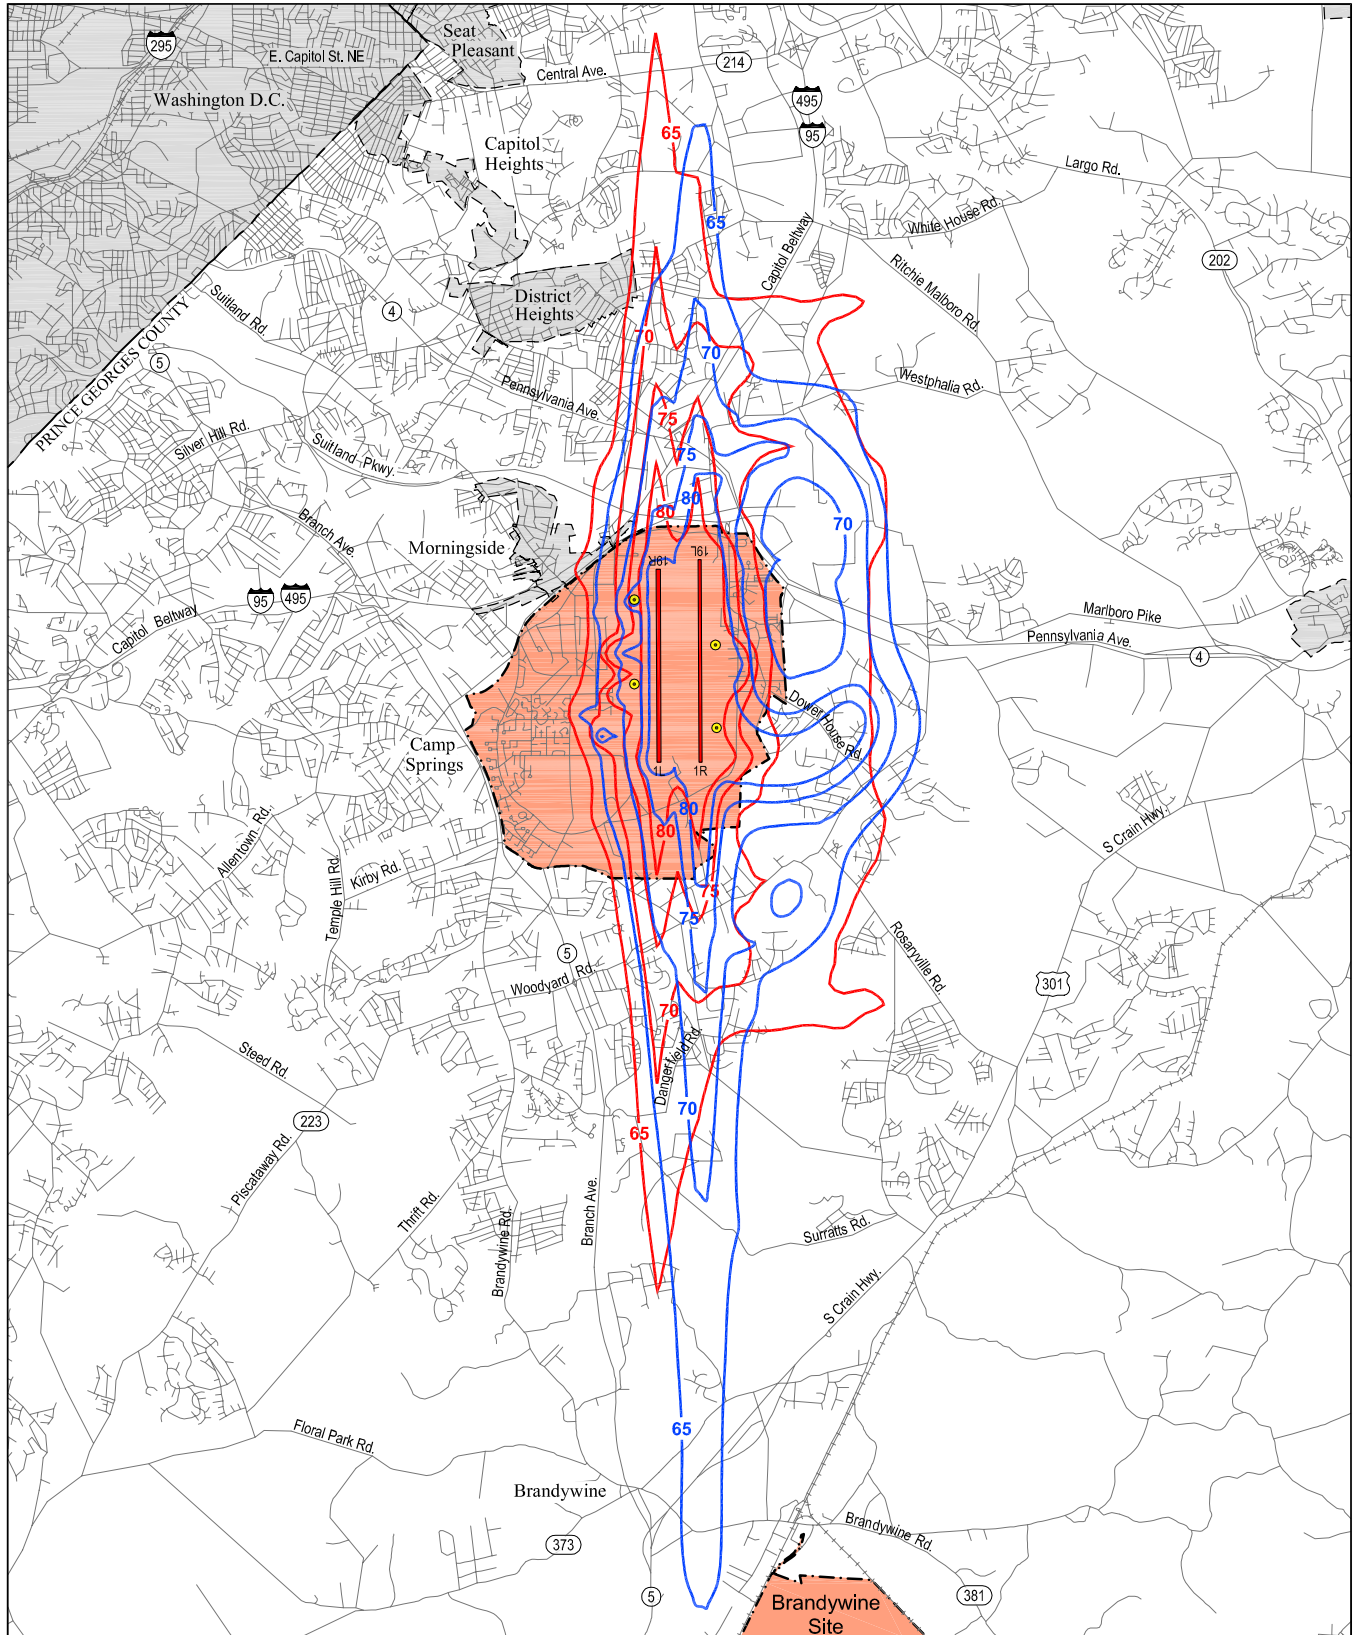 Seat
Pleasant
295
E. Capitol St. NE
Central Ave.
214
Washington D.C.
495
95
65
Capitol
Heights
Largo Rd.
White House Rd.
65
Capitol Beltway
202
Ritchie Malboro Rd.
Suitland Rd.
District
Heights
4
PRINCE GEORGES COUNTY
5
70
70
Pennsylvania Ave.
Westphalia Rd.
75
Silver Hill Rd.
Suitland Pkwy.
75
80
80
70
Branch Ave.
Morningside
19R
19L
95
495
Capitol Beltway
Marlboro Pike
Pennsylvania Ave.
4
Dower House Rd.
Camp
Springs
1L
1R
80
80
Allentown Rd.
Temple Hill Rd.
Kirby Rd.
S Crain Hwy.
75
75
5
Woodyard Rd.
Rosaryville Rd.
301
70
Dangerfield Rd.
Steed Rd.
223
70
65
Piscataway Rd.
Thrift Rd.
Brandywine Rd.
Branch Ave.
Surratts Rd.
S Crain Hwy.
65
Floral Park Rd.
Brandywine
373
Brandywine Rd.
5
381
Brandywine
Site